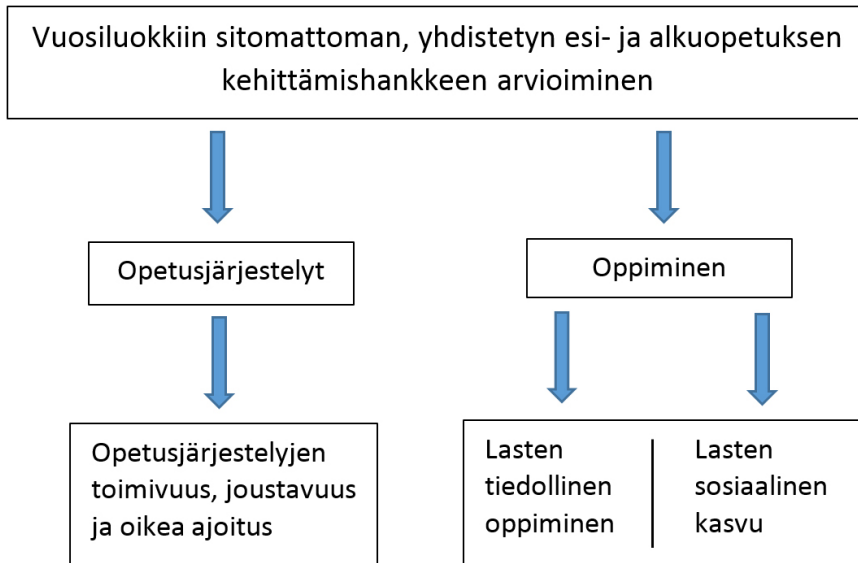 Vuosiluokkiin sitomattoman, yhdistetyn esi- ja alkuopetuksen
kehittämishankkeen arvioiminen
Opetusjärjestelyt
Oppiminen
Opetusjärjestelyjen
toimivuus, joustavuus
ja oikea ajoitus
Lasten
tiedollinen
oppiminen
Lasten
sosiaalinen
kasvu